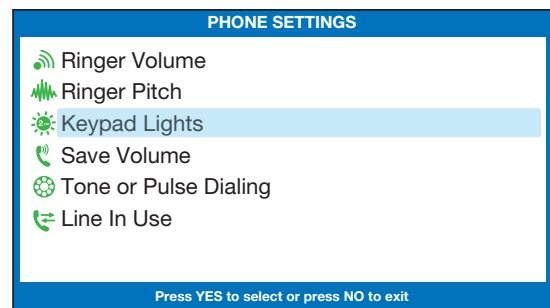 PHONE SETTINGS
Ringer Volume
Ringer Pitch
Keypad Lights
Save Volume
Tone or Pulse Dialing
Line In Use
Press YES to select or press NO to exit